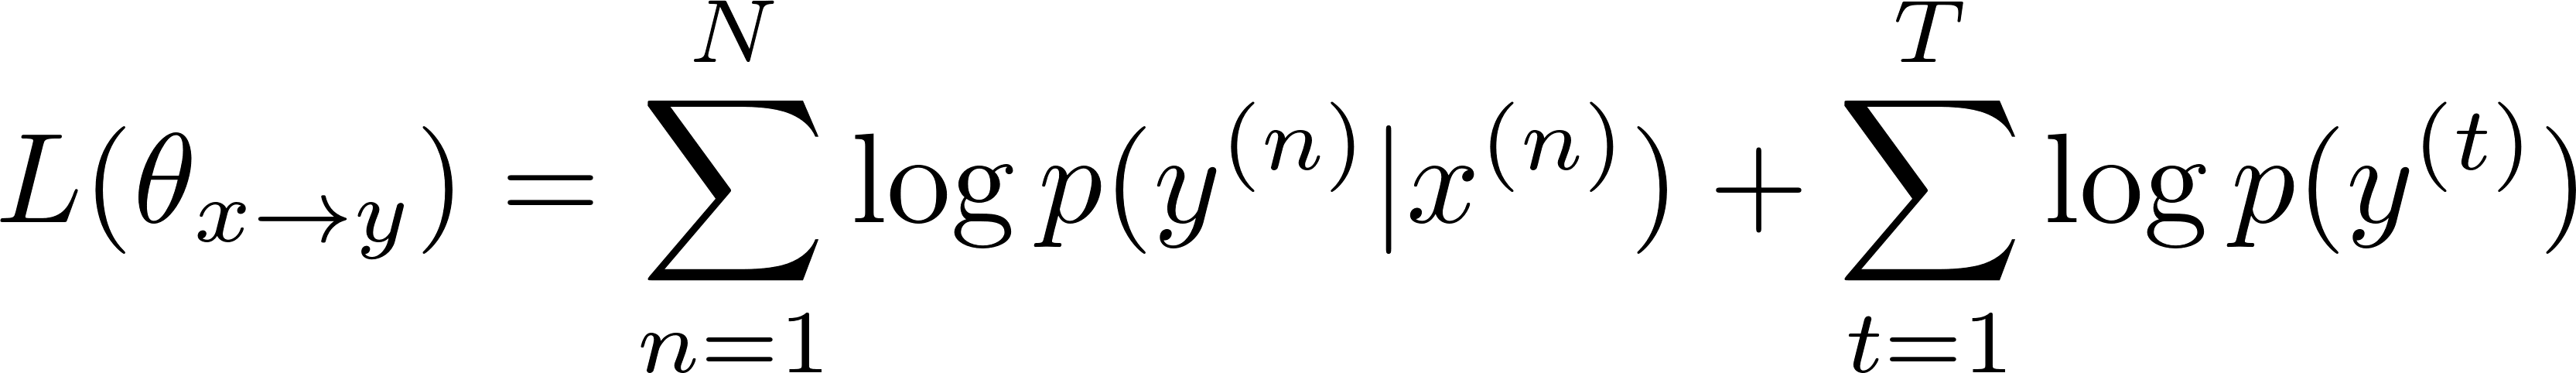 L(θ_{x→y}) = \sum_{n=1}^{N} \log p(y^{(n)}|x^{(n)}) + \sum_{t=1}^{T} \log p(y^{(t)})